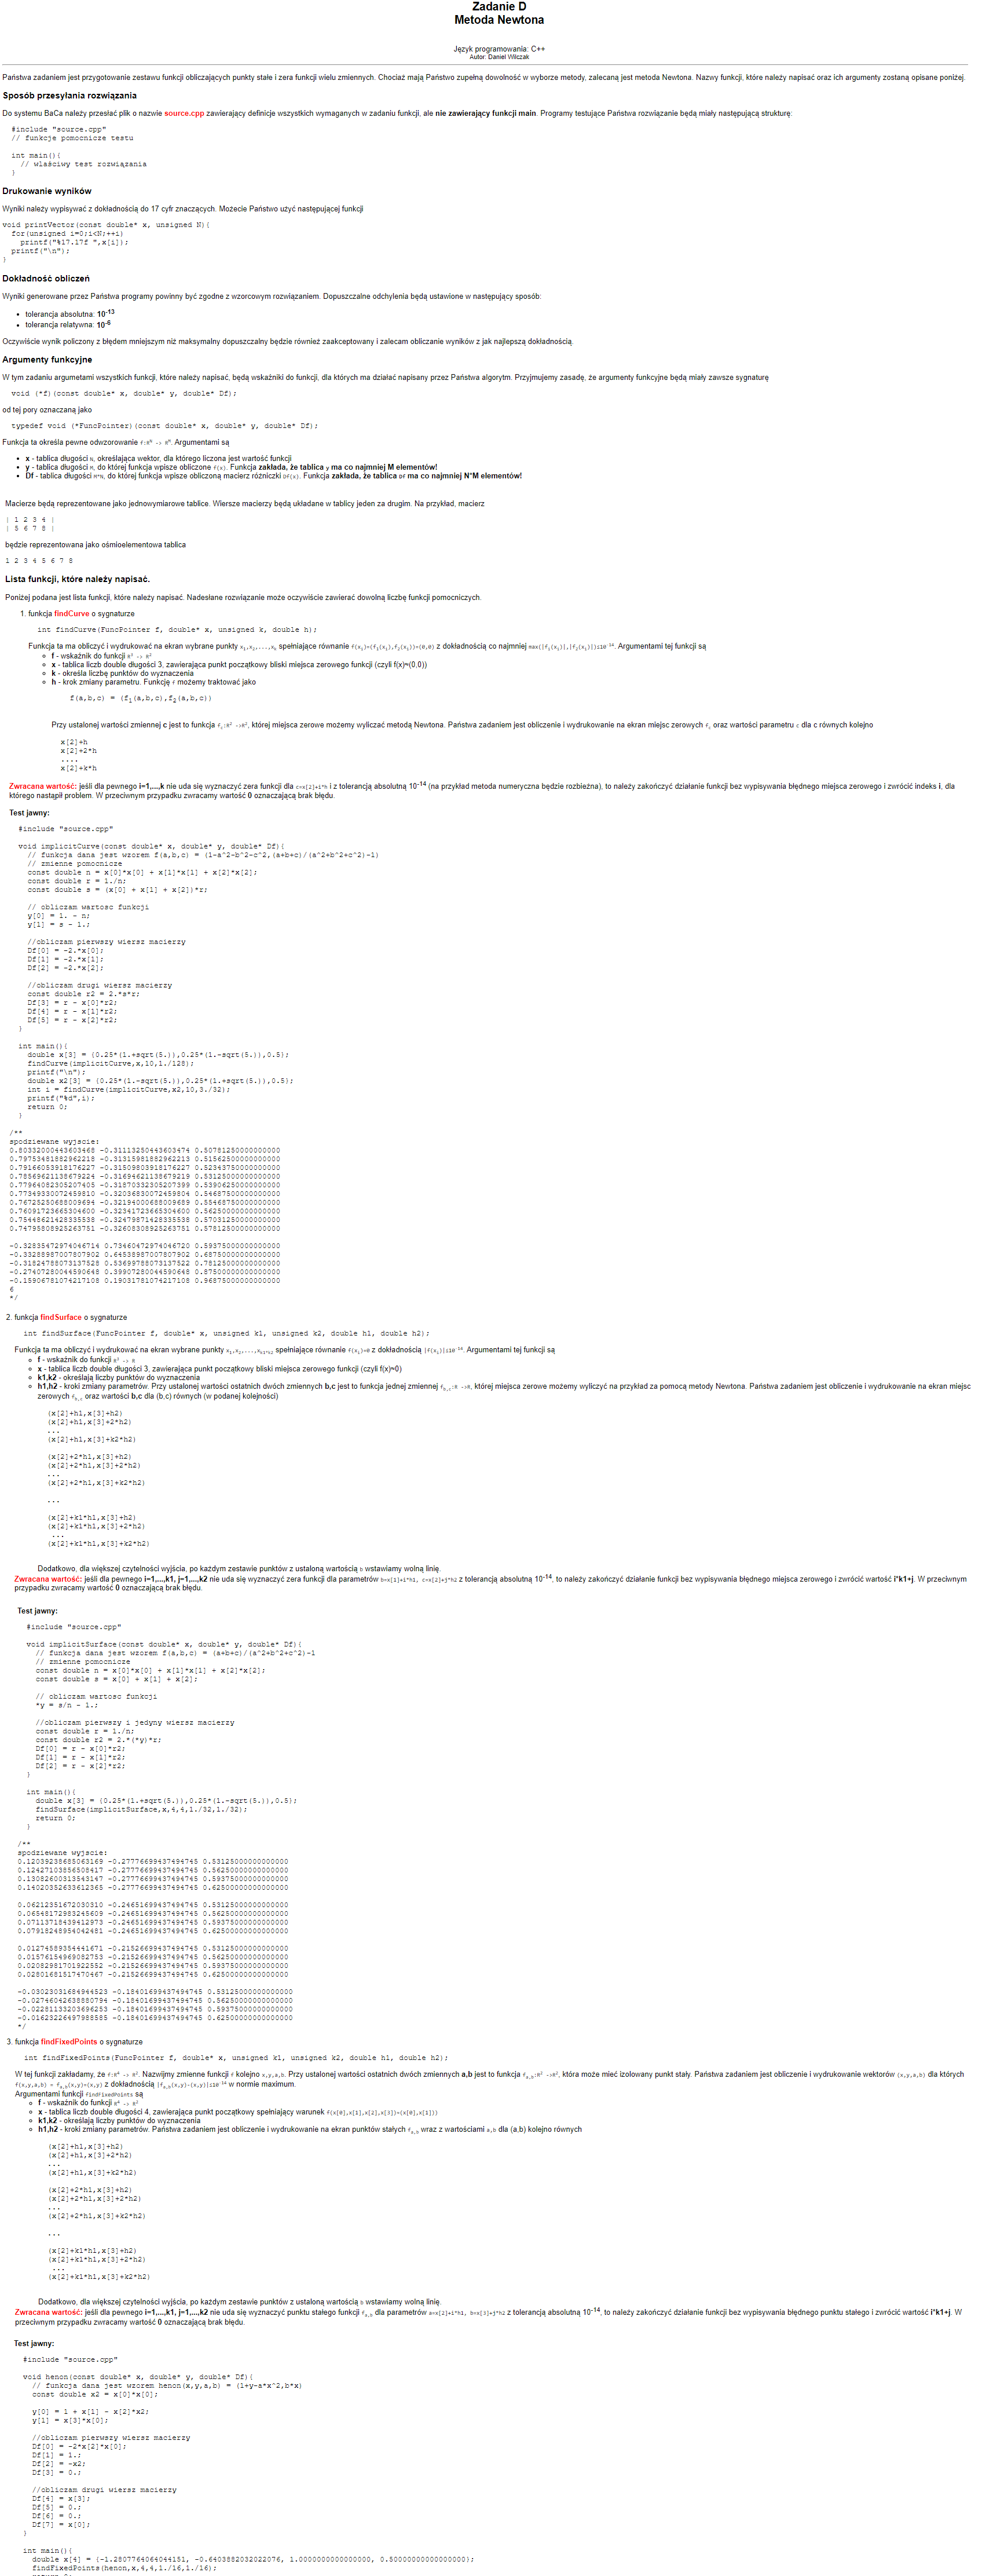 Zadanie D
Metoda Newtona
Język programowania: C++
Autor: Daniel Wilczak
Państwa zadaniem jest przygotowanie zestawu funkcji obliczających punkty stałe i zera funkcji wielu zmiennych. Chociaż mają Państwo zupełną dowolność w wyborze metody, zalecaną jest metoda Newtona. Nazwy funkcji, które należy napisać oraz ich argumenty zostaną opisane poniżej.
Sposób przesyłania rozwiązania
Do systemu BaCa należy przesłać plik o nazwie source.cpp zawierający definicje wszystkich wymaganych w zadaniu funkcji, ale nie zawierający funkcji main. Programy testujące Państwa rozwiązanie będą miały następującą strukturę:
#include "source.cpp"
// funkcje pomocnicze testu
int main(){
// wlasciwy test rozwiązania
}
Drukowanie wyników
Wyniki należy wypisywać z dokładnością do 17 cyfr znaczących. Możecie Państwo użyć następującej funkcji
void printVector(const double* x, unsigned N){
for(unsigned i=0;i<N;++i)
printf("%17.17f ",x[i]);
printf("\n");
}
Dokładność obliczeń
Wyniki generowane przez Państwa programy powinny być zgodne z wzorcowym rozwiązaniem. Dopuszczalne odchylenia będą ustawione w następujący sposób:
• tolerancja absolutna: 10-13
• tolerancja relatywna: 10-6
Oczywiście wynik policzony z błędem mniejszym niż maksymalny dopuszczalny będzie również zaakceptowany i zalecam obliczanie wyników z jak najlepszą dokładnością.
Argumenty funkcyjne
W tym zadaniu argumetami wszystkich funkcji, które należy napisać, będą wskaźniki do funkcji, dla których ma działać napisany przez Państwa algorytm. Przyjmujemy zasadę, że argumenty funkcyjne będą miały zawsze sygnaturę
void (*f)(const double* x, double* y, double* Df);
od tej pory oznaczaną jako
typedef void (*FuncPointer)(const double* x, double* y, double* Df);
Funkcja ta określa pewne odwzorowanie f:RN -> RM. Argumentami są
• x - tablica długości N, określająca wektor, dla którego liczona jest wartość funkcji
• y - tablica długości M, do której funkcja wpisze obliczone f(x). Funkcja zakłada, że tablica y ma co najmniej M elementów!
• Df - tablica długości M*N, do której funkcja wpisze obliczoną macierz różniczki Df(x). Funkcja zakłada, że tablica Df ma co najmniej N*M elementów!
Macierze będą reprezentowane jako jednowymiarowe tablice. Wiersze macierzy będą układane w tablicy jeden za drugim. Na przykład, macierz
| 1 2 3 4 |
| 5 6 7 8 |
będzie reprezentowana jako ośmioelementowa tablica
1 2 3 4 5 6 7 8
Lista funkcji, które należy napisać.
Poniżej podana jest lista funkcji, które należy napisać. Nadesłane rozwiązanie może oczywiście zawierać dowolną liczbę funkcji pomocniczych.
1. funkcja findCurve o sygnaturze
int findCurve(FuncPointer f, double* x, unsigned k, double h);
Funkcja ta ma obliczyć i wydrukować na ekran wybrane punkty x1,x2,...,xk spełniające równanie f(xi)=(f1(xi),f2(xi))=(0,0) z dokładnością co najmniej max(|f1(xi)|,|f2(xi)|)≤10-14. Argumentami tej funkcji są
• f - wskaźnik do funkcji R3 -> R2
• x - tablica liczb double długości 3, zawierająca punkt początkowy bliski miejsca zerowego funkcji (czyli f(x)≈(0,0))
• k - określa liczbę punktów do wyznaczenia
• h - krok zmiany parametru. Funkcję f możemy traktować jako
f(a,b,c) = (f1(a,b,c),f2(a,b,c))
Przy ustalonej wartości zmiennej c jest to funkcja fc:R2 ->R2, której miejsca zerowe możemy wyliczać metodą Newtona. Państwa zadaniem jest obliczenie i wydrukowanie na ekran miejsc zerowych fc oraz wartości parametru c dla c równych kolejno
x[2]+h
x[2]+2*h
....
x[2]+k*h
Zwracana wartość: jeśli dla pewnego i=1,...,k nie uda się wyznaczyć zera funkcji dla c=x[2]+i*h i z tolerancją absolutną 10-14 (na przykład metoda numeryczna będzie rozbieżna), to należy zakończyć działanie funkcji bez wypisywania błędnego miejsca zerowego i zwrócić indeks i, dla
którego nastąpił problem. W przeciwnym przypadku zwracamy wartość 0 oznaczającą brak błędu.
Test jawny:
#include "source.cpp"
void implicitCurve(const double* x, double* y, double* Df){
// funkcja dana jest wzorem f(a,b,c) = (1-a^2-b^2-c^2,(a+b+c)/(a^2+b^2+c^2)-1)
// zmienne pomocnicze
const double n = x[0]*x[0] + x[1]*x[1] + x[2]*x[2];
const double r = 1./n;
const double s = (x[0] + x[1] + x[2])*r;
// obliczam wartosc funkcji
y[0] = 1. - n;
y[1] = s - 1.;
//obliczam pierwszy wiersz macierzy
Df[0] = -2.*x[0];
Df[1] = -2.*x[1];
Df[2] = -2.*x[2];
//obliczam drugi wiersz macierzy
const double r2 = 2.*s*r;
Df[3] = r - x[0]*r2;
Df[4] = r - x[1]*r2;
Df[5] = r - x[2]*r2;
}
int main(){
double x[3] = {0.25*(1.+sqrt(5.)),0.25*(1.-sqrt(5.)),0.5};
findCurve(implicitCurve,x,10,1./128);
printf("\n");
double x2[3] = {0.25*(1.-sqrt(5.)),0.25*(1.+sqrt(5.)),0.5};
int i = findCurve(implicitCurve,x2,10,3./32);
printf("%d",i);
return 0;
}
/**
spodziewane wyjscie:
0.80332000443603468 -0.31113250443603474 0.50781250000000000
0.79753481882962218 -0.31315981882962213 0.51562500000000000
0.79166053918176227 -0.31509803918176227 0.52343750000000000
0.78569621138679224 -0.31694621138679219 0.53125000000000000
0.77964082305207405 -0.31870332305207399 0.53906250000000000
0.77349330072459810 -0.32036830072459804 0.54687500000000000
0.76725250688009694 -0.32194000688009689 0.55468750000000000
0.76091723665304600 -0.32341723665304600 0.56250000000000000
0.75448621428335538 -0.32479871428335538 0.57031250000000000
0.74795808925263751 -0.32608308925263751 0.57812500000000000
-0.32835472974046714 0.73460472974046720 0.59375000000000000
-0.33288987007807902 0.64538987007807902 0.68750000000000000
-0.31824788073137528 0.53699788073137522 0.78125000000000000
-0.27407280044590648 0.39907280044590648 0.87500000000000000
-0.15906781074217108 0.19031781074217108 0.96875000000000000
6
*/
2. funkcja findSurface o sygnaturze
int findSurface(FuncPointer f, double* x, unsigned k1, unsigned k2, double h1, double h2);
Funkcja ta ma obliczyć i wydrukować na ekran wybrane punkty x1,x2,...,xk1*k2 spełniające równanie f(xi)=0 z dokładnością |f(xi)|≤10-14. Argumentami tej funkcji są
• f - wskaźnik do funkcji R3 -> R
• x - tablica liczb double długości 3, zawierająca punkt początkowy bliski miejsca zerowego funkcji (czyli f(x)≈0)
• k1,k2 - określają liczby punktów do wyznaczenia
• h1,h2 - kroki zmiany parametrów. Przy ustalonej wartości ostatnich dwóch zmiennych b,c jest to funkcja jednej zmiennej fb,c:R ->R, której miejsca zerowe możemy wyliczyć na przykład za pomocą metody Newtona. Państwa zadaniem jest obliczenie i wydrukowanie na ekran miejsc
zerowych fb,c oraz wartości b,c dla (b,c) równych (w podanej kolejności)
(x[2]+h1,x[3]+h2)
(x[2]+h1,x[3]+2*h2)
...
(x[2]+h1,x[3]+k2*h2)
(x[2]+2*h1,x[3]+h2)
(x[2]+2*h1,x[3]+2*h2)
...
(x[2]+2*h1,x[3]+k2*h2)
...
(x[2]+k1*h1,x[3]+h2)
(x[2]+k1*h1,x[3]+2*h2)
...
(x[2]+k1*h1,x[3]+k2*h2)
Dodatkowo, dla większej czytelności wyjścia, po każdym zestawie punktów z ustaloną wartością b wstawiamy wolną linię.
Zwracana wartość: jeśli dla pewnego i=1,...,k1, j=1,...,k2 nie uda się wyznaczyć zera funkcji dla parametrów b=x[1]+i*h1, c=x[2]+j*h2 z tolerancją absolutną 10-14, to należy zakończyć działanie funkcji bez wypisywania błędnego miejsca zerowego i zwrócić wartość i*k1+j. W przeciwnym
przypadku zwracamy wartość 0 oznaczającą brak błędu.
Test jawny:
#include "source.cpp"
void implicitSurface(const double* x, double* y, double* Df){
// funkcja dana jest wzorem f(a,b,c) = (a+b+c)/(a^2+b^2+c^2)-1
// zmienne pomocnicze
const double n = x[0]*x[0] + x[1]*x[1] + x[2]*x[2];
const double s = x[0] + x[1] + x[2];
// obliczam wartosc funkcji
*y = s/n - 1.;
//obliczam pierwszy i jedyny wiersz macierzy
const double r = 1./n;
const double r2 = 2.*(*y)*r;
Df[0] = r - x[0]*r2;
Df[1] = r - x[1]*r2;
Df[2] = r - x[2]*r2;
}
int main(){
double x[3] = {0.25*(1.+sqrt(5.)),0.25*(1.-sqrt(5.)),0.5};
findSurface(implicitSurface,x,4,4,1./32,1./32);
return 0;
}
/**
spodziewane wyjscie:
0.12039238685063169 -0.27776699437494745 0.53125000000000000
0.12427103856508417 -0.27776699437494745 0.56250000000000000
0.13082600313543147 -0.27776699437494745 0.59375000000000000
0.14020352633612365 -0.27776699437494745 0.62500000000000000
0.06212351672030310 -0.24651699437494745 0.53125000000000000
0.06548172983245609 -0.24651699437494745 0.56250000000000000
0.07113718439412973 -0.24651699437494745 0.59375000000000000
0.07918248954042481 -0.24651699437494745 0.62500000000000000
0.01274589354441671 -0.21526699437494745 0.53125000000000000
0.01576154969082753 -0.21526699437494745 0.56250000000000000
0.02082981701922552 -0.21526699437494745 0.59375000000000000
0.02801681517470467 -0.21526699437494745 0.62500000000000000
-0.03023031684944523 -0.18401699437494745 0.53125000000000000
-0.02746042638880794 -0.18401699437494745 0.56250000000000000
-0.02281133203696253 -0.18401699437494745 0.59375000000000000
-0.01623226497988585 -0.18401699437494745 0.62500000000000000
*/
3. funkcja findFixedPoints o sygnaturze
int findFixedPoints(FuncPointer f, double* x, unsigned k1, unsigned k2, double h1, double h2);
W tej funkcji zakładamy, że f:R4 -> R2. Nazwijmy zmienne funkcji f kolejno x,y,a,b. Przy ustalonej wartości ostatnich dwóch zmiennych a,b jest to funkcja fa,b:R2 ->R2, która może mieć izolowany punkt stały. Państwa zadaniem jest obliczenie i wydrukowanie wektorów (x,y,a,b) dla których
f(x,y,a,b) = fa,b(x,y)=(x,y) z dokładnością |fa,b(x,y)-(x,y)|≤10-14 w normie maximum.
Argumentami funkcji findFixedPoints są
• f - wskaźnik do funkcji R4 -> R2
• x - tablica liczb double długości 4, zawierająca punkt początkowy spełniający warunek f(x[0],x[1],x[2],x[3])≈(x[0],x[1]))
• k1,k2 - określają liczby punktów do wyznaczenia
• h1,h2 - kroki zmiany parametrów. Państwa zadaniem jest obliczenie i wydrukowanie na ekran punktów stałych fa,b wraz z wartościami a,b dla (a,b) kolejno równych
(x[2]+h1,x[3]+h2)
(x[2]+h1,x[3]+2*h2)
...
(x[2]+h1,x[3]+k2*h2)
(x[2]+2*h1,x[3]+h2)
(x[2]+2*h1,x[3]+2*h2)
...
(x[2]+2*h1,x[3]+k2*h2)
...
(x[2]+k1*h1,x[3]+h2)
(x[2]+k1*h1,x[3]+2*h2)
...
(x[2]+k1*h1,x[3]+k2*h2)
Dodatkowo, dla większej czytelności wyjścia, po każdym zestawie punktów z ustaloną wartością b wstawiamy wolną linię.
Zwracana wartość: jeśli dla pewnego i=1,...,k1, j=1,...,k2 nie uda się wyznaczyć punktu stałego funkcji fa,b dla parametrów a=x[2]+i*h1, b=x[3]+j*h2 z tolerancją absolutną 10-14, to należy zakończyć działanie funkcji bez wypisywania błędnego punktu stałego i zwrócić wartość i*k1+j. W
przeciwnym przypadku zwracamy wartość 0 oznaczającą brak błędu.
Test jawny:
#include "source.cpp"
void henon(const double* x, double* y, double* Df){
// funkcja dana jest wzorem henon(x,y,a,b) = (1+y-a*x^2,b*x)
const double x2 = x[0]*x[0];
y[0] = 1 + x[1] - x[2]*x2;
y[1] = x[3]*x[0];
//obliczam pierwszy wiersz macierzy
Df[0] = -2*x[2]*x[0];
Df[1] = 1.;
Df[2] = -x2;
Df[3] = 0.;
//obliczam drugi wiersz macierzy
Df[4] = x[3];
Df[5] = 0.;
Df[6] = 0.;
Df[7] = x[0];
}
int main(){
double x[4] = {-1.2807764064044151, -0.6403882032022076, 1.0000000000000000, 0.50000000000000000};
findFixedPoints(henon,x,4,4,1./16,1./16);